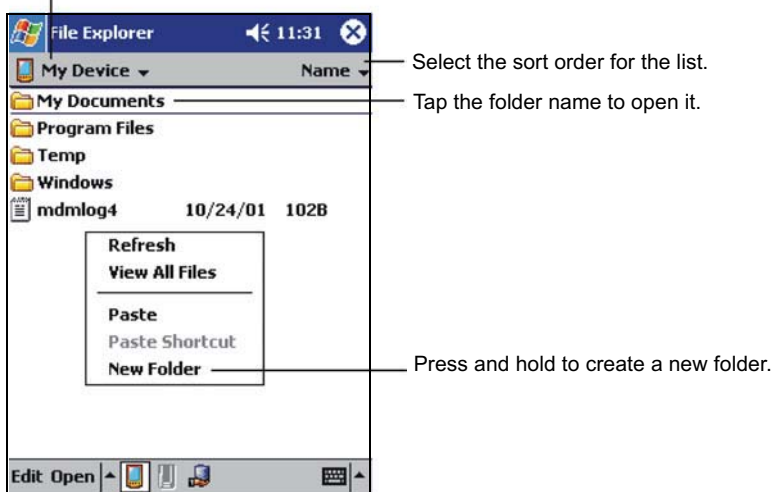 File Explorer 11:31
My Device Name
Select the sort order for the list.
My Documents
Tap the folder name to open it.
Program Files
Temp
Windows
mdmlog4 10/24/01 102B
Refresh
View All Files
Paste
Paste Shortcut
New Folder
Press and hold to create a new folder.
Edit Open